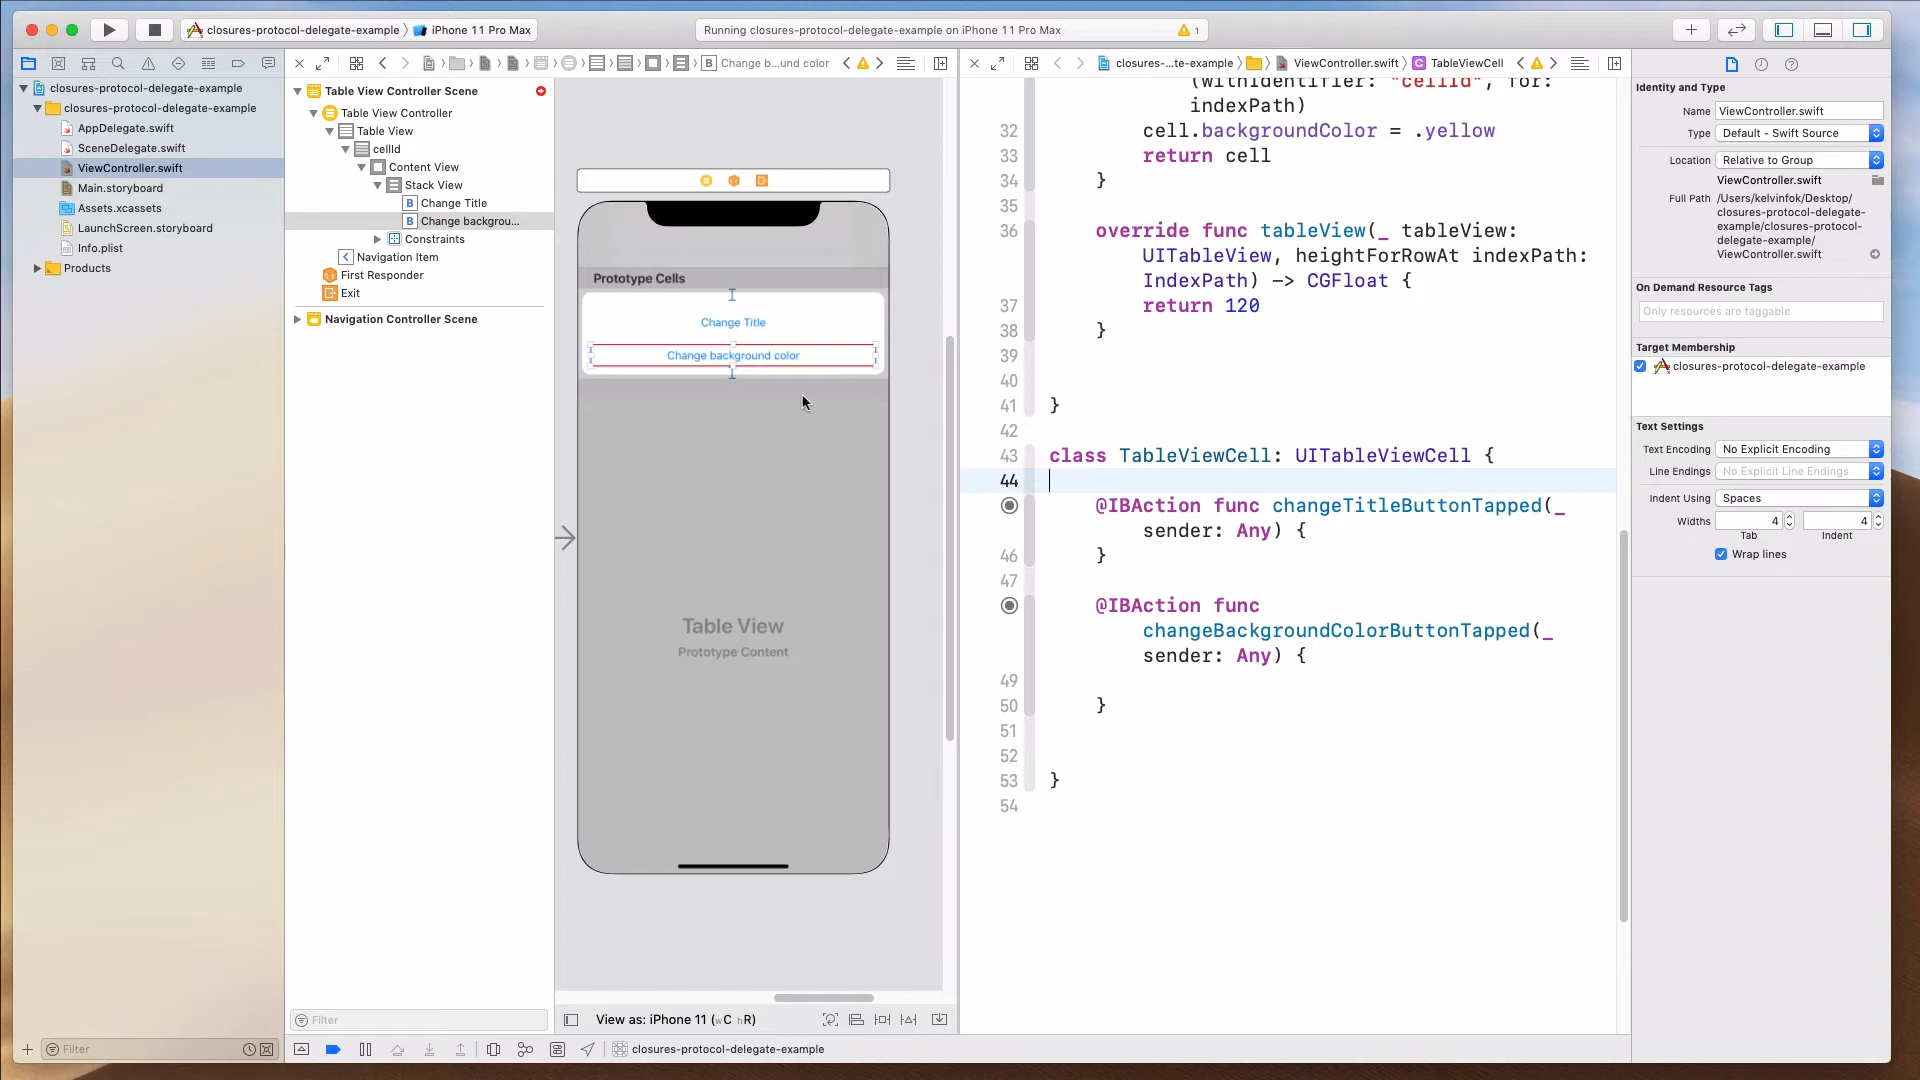 closures-protocol-delegate-example
iPhone 11 Pro Max
Running closures-protocol-delegate-example on iPhone 11 Pro Max
1
closures-protocol-delegate-example
closures-protocol-delegate-example
AppDelegate.swift
SceneDelegate.swift
ViewController.swift
Main.storyboard
Assets.xcassets
LaunchScreen.storyboard
Info.plist
Products
Filter
Table View Controller Scene
Table View Controller
Table View
cellId
Content View
Stack View
B Change Title
B Change backgrou...
Constraints
Navigation Item
First Responder
Exit
Navigation Controller Scene
Filter
B Change b...und color
Prototype Cells
Change Title
Change background color
Table View
Prototype Content
View as: iPhone 11 (wC hR)
closures-protocol-delegate-example
closures-...te-example
ViewController.swift
C TableViewCell
(withIdentifier: "cellId", for:
indexPath)
32 cell.backgroundColor = .yellow
33 return cell
34 }
35
36 override func tableView(_ tableView:
UITableView, heightForRowAt indexPath:
IndexPath) -> CGFloat {
37 return 120
38 }
39
40
41 }
42
43 class TableViewCell: UITableViewCell {
44
@IBAction func changeTitleButtonTapped(_
sender: Any) {
46 }
47
@IBAction func
changeBackgroundColorButtonTapped(_
sender: Any) {
49
50 }
51
52
53 }
54
Identity and Type
Name ViewController.swift
Type Default - Swift Source
Location Relative to Group
ViewController.swift
Full Path /Users/kelvinfok/Desktop/
closures-protocol-delegate-
example/closures-protocol-
delegate-example/
ViewController.swift
On Demand Resource Tags
Only resources are taggable
Target Membership
closures-protocol-delegate-example
Text Settings
Text Encoding No Explicit Encoding
Line Endings No Explicit Line Endings
Indent Using Spaces
Widths 4 4
Tab Indent
Wrap lines